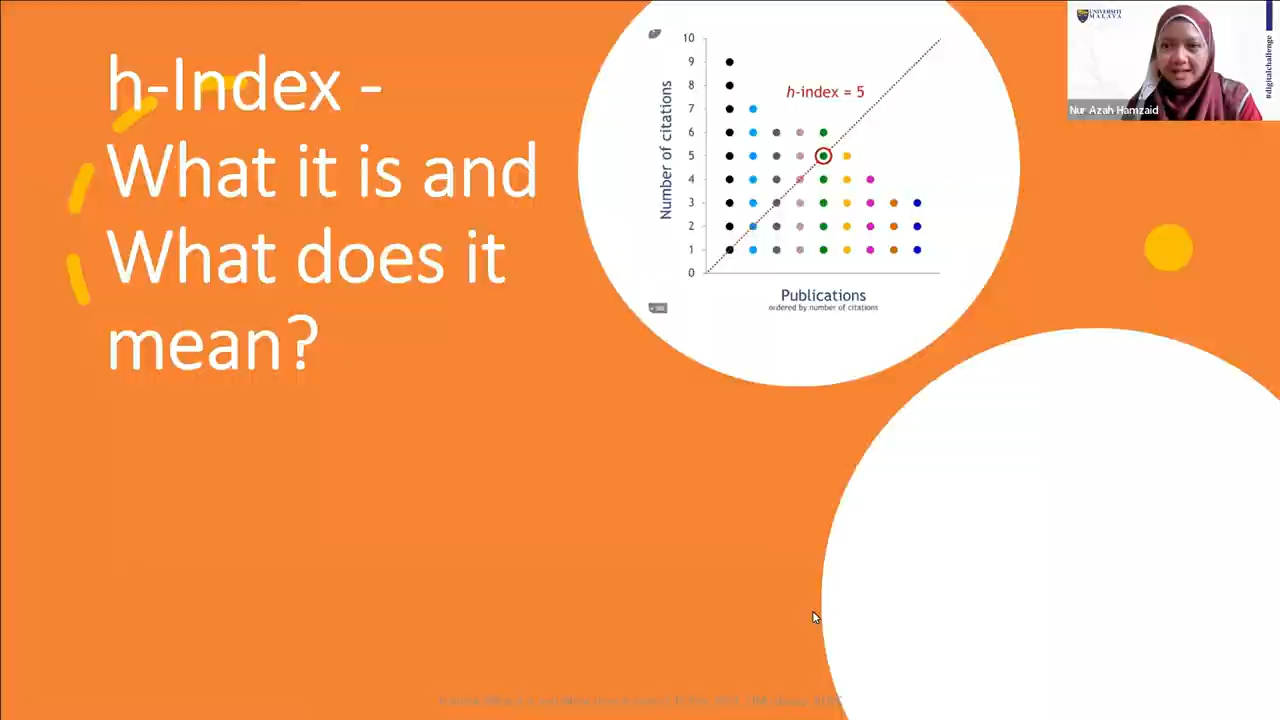 h-Index -
What it is and
What does it
mean?
10
9
8
7
6
5
4
3
2
1
0
Number of citations
h-index = 5
Publications
ordered by number of citations
UNIVERSITI
MALAYA
#digitalchallenge
Nur Azah Hamzaid